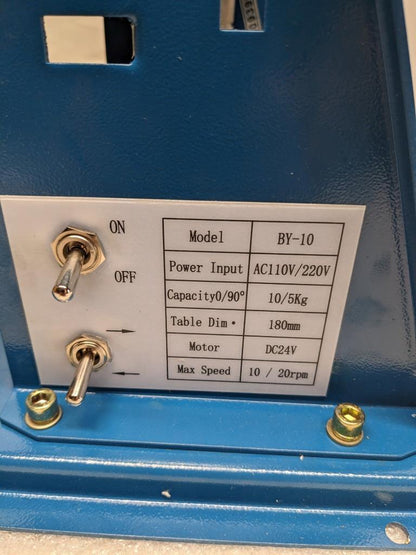 ON
OFF
Model BY-10
Power Input AC110V/220V
Capacity0/90° 10/5Kg
Table Dim· 180mm
Motor DC24V
Max Speed 10 / 20rpm